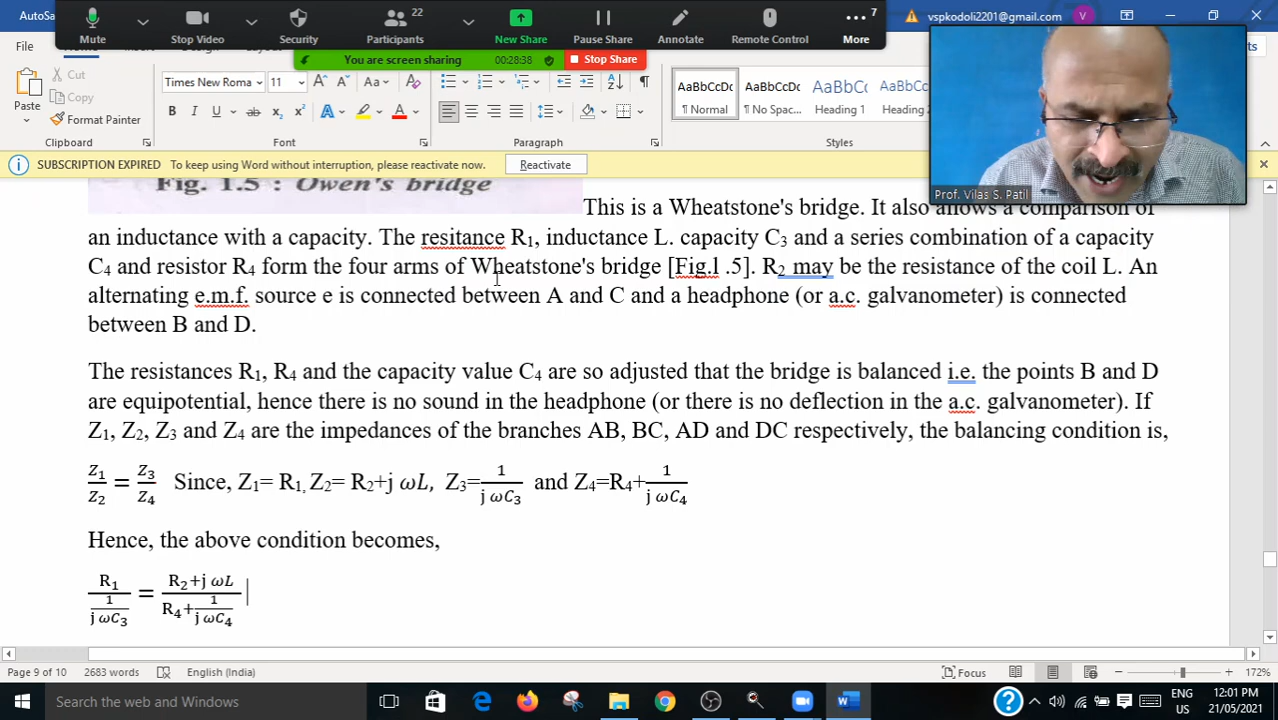 AutoSa
22
7
vspkodoli2201@gmail.com
V
Mute
Stop Video
Security
Participants
New Share
Pause Share
Annotate
Remote Control
More
You are screen sharing
00:28:38
Stop Share
File
Home
ts
Cut
Copy
Format Painter
Paste
Clipboard
Times New Roma
11
Aa
B I U ab
A
A
Font
Paragraph
AaBbCcDc
¶ Normal
AaBbCcDc
¶ No Spac...
AaBbC
Heading 1
AaBbCc
Heading 2
Styles
SUBSCRIPTION EXPIRED To keep using Word without interruption, please reactivate now.
Reactivate
Prof. Vilas S. Patil
Fig. 1.5 : Owen's bridge
This is a Wheatstone's bridge. It also allows a comparison of
an inductance with a capacity. The resitance R₁, inductance L. capacity C₃ and a series combination of a capacity
C₄ and resistor R₄ form the four arms of Wheatstone's bridge [Fig.l .5]. R₂ may be the resistance of the coil L. An
alternating e.m.f. source e is connected between A and C and a headphone (or a.c. galvanometer) is connected
between B and D.
The resistances R₁, R₄ and the capacity value C₄ are so adjusted that the bridge is balanced i.e. the points B and D
are equipotential, hence there is no sound in the headphone (or there is no deflection in the a.c. galvanometer). If
Z₁, Z₂, Z₃ and Z₄ are the impedances of the branches AB, BC, AD and DC respectively, the balancing condition is,
Z₁/Z₂ = Z₃/Z₄ Since, Z₁= R₁, Z₂= R₂+j ωL, Z₃=1/(j ωC₃) and Z₄=R₄+1/(j ωC₄)
Hence, the above condition becomes,
R₁/(1/(j ωC₃)) = (R₂+j ωL)/(R₄+1/(j ωC₄))
Page 9 of 10
2683 words
English (India)
Focus
172%
Search the web and Windows
ENG
US
12:01 PM
21/05/2021